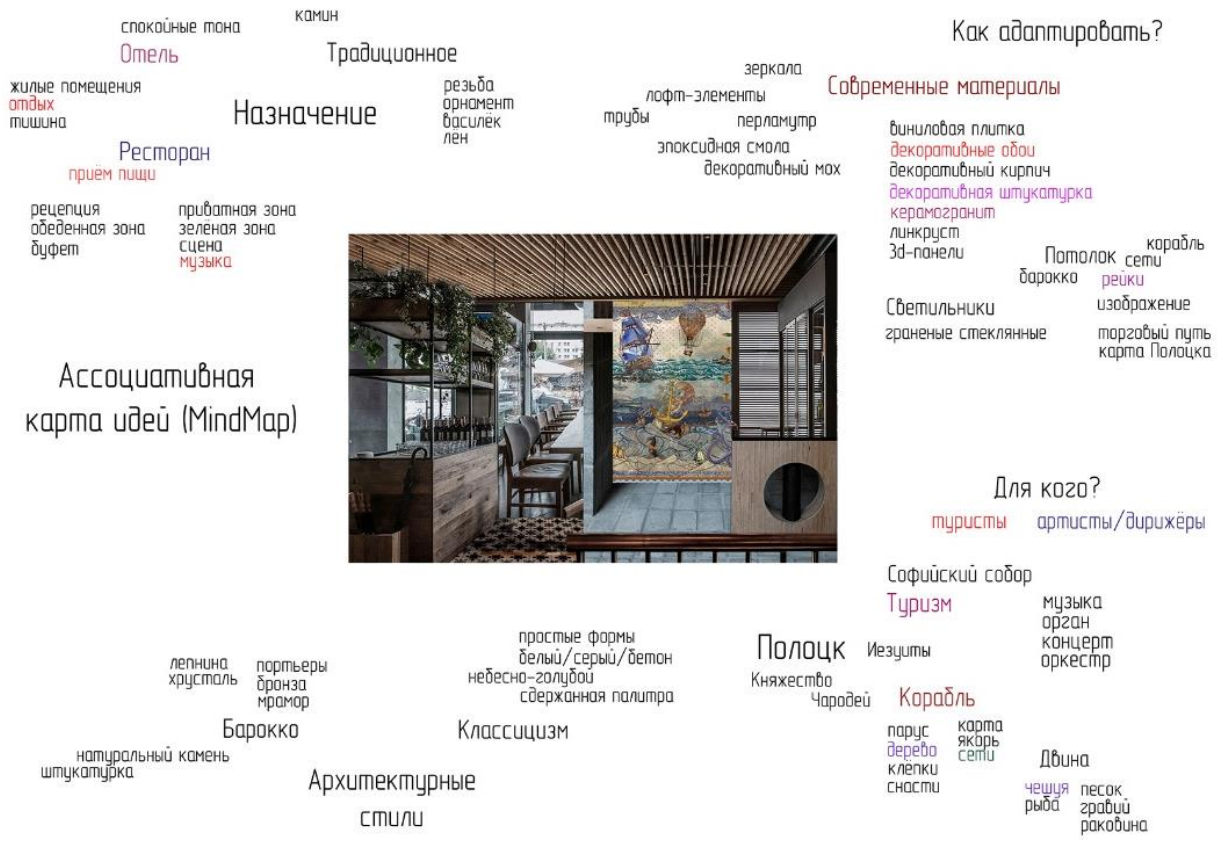 спокойные тона
камин
Отель
Традиционное
жилые помещения
отдых
тишина
Назначение
резьба
орнамент
василёк
лён
Ресторан
приём пищи
рецепция
обеденная зона
буфет
приватная зона
зелёная зона
сцена
музыка
Как адаптировать?
зеркала
Современные материалы
лофт-элементы
трубы
перламутр
эпоксидная смола
декоративный мох
виниловая плитка
декоративные обои
декоративный кирпич
декоративная штукатурка
керамогранит
линкруст
3d-панели
корабль
Потолок
сети
барокко
рейки
Светильники
изображение
граненые стеклянные
торговый путь
карта Полоцка
Ассоциативная
карта идей (MindMap)
Для кого?
туристы
артисты/дирижёры
Софийский собор
Туризм
музыка
орган
концерт
оркестр
Полоцк
Иезуиты
Княжество
Чародей
Корабль
парус
дерево
клёпки
снасти
карта
якорь
сети
Двина
чешуя
рыба
песок
гравий
раковина
лепнина
хрусталь
портьеры
бронза
мрамор
Барокко
натуральный камень
штукатурка
простые формы
белый/серый/бетон
небесно-голубой
сдержанная палитра
Классицизм
Архитектурные
стили